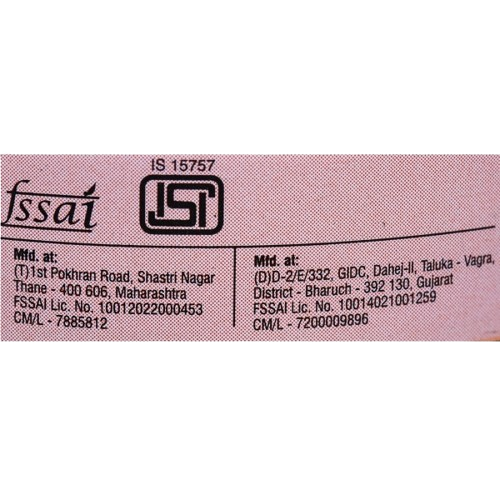 IS 15757
fssai
ISI
Mfd. at:
(T)1st Pokhran Road, Shastri Nagar
Thane - 400 606, Maharashtra
FSSAI Lic. No. 10012022000453
CM/L - 7885812
Mfd. at:
(D)D-2/E/332, GIDC, Dahej-II, Taluka - Vagra,
District - Bharuch - 392 130, Gujarat
FSSAI Lic. No. 10014021001259
CM/L - 7200009896